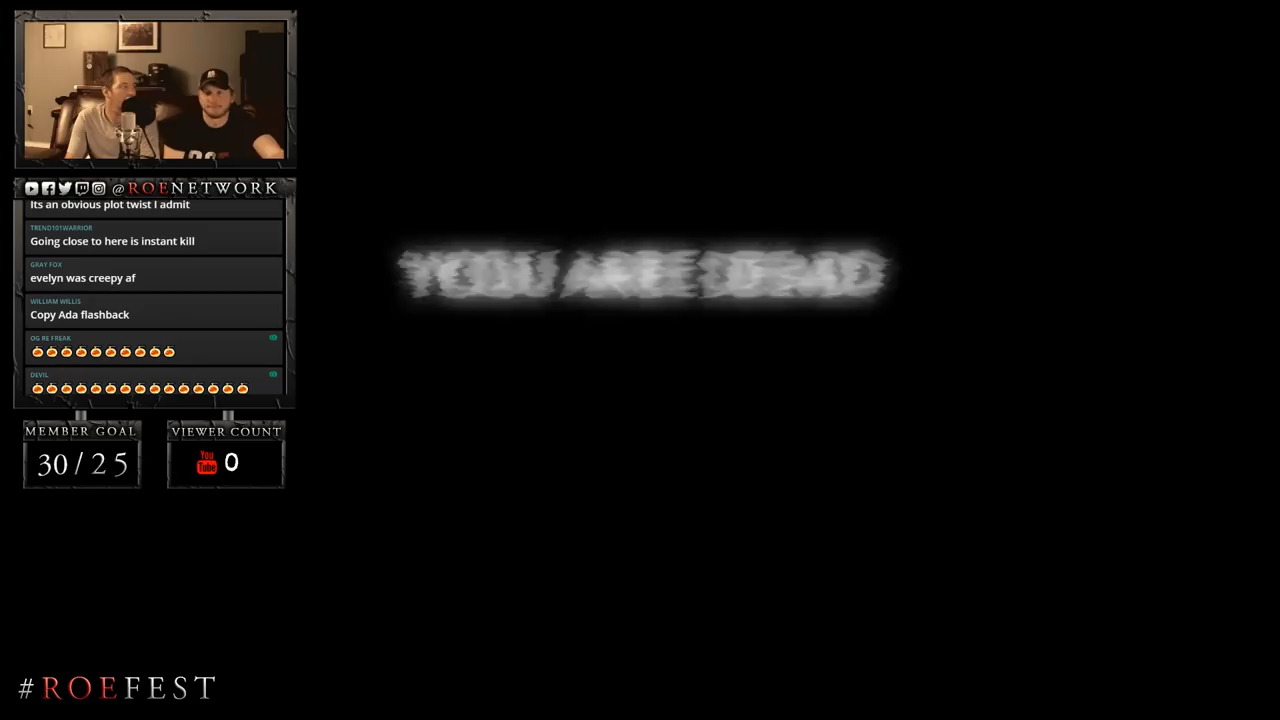 @ROENETWORK
Its an obvious plot twist I admit
TREND101WARRIOR
Going close to here is instant kill
GRAY FOX
evelyn was creepy af
WILLIAM WILLIS
Copy Ada flashback
OG RE FREAK
DEVIL
MEMBER GOAL
30/25
VIEWER COUNT
You Tube 0
YOU ARE DEAD
#ROEFEST